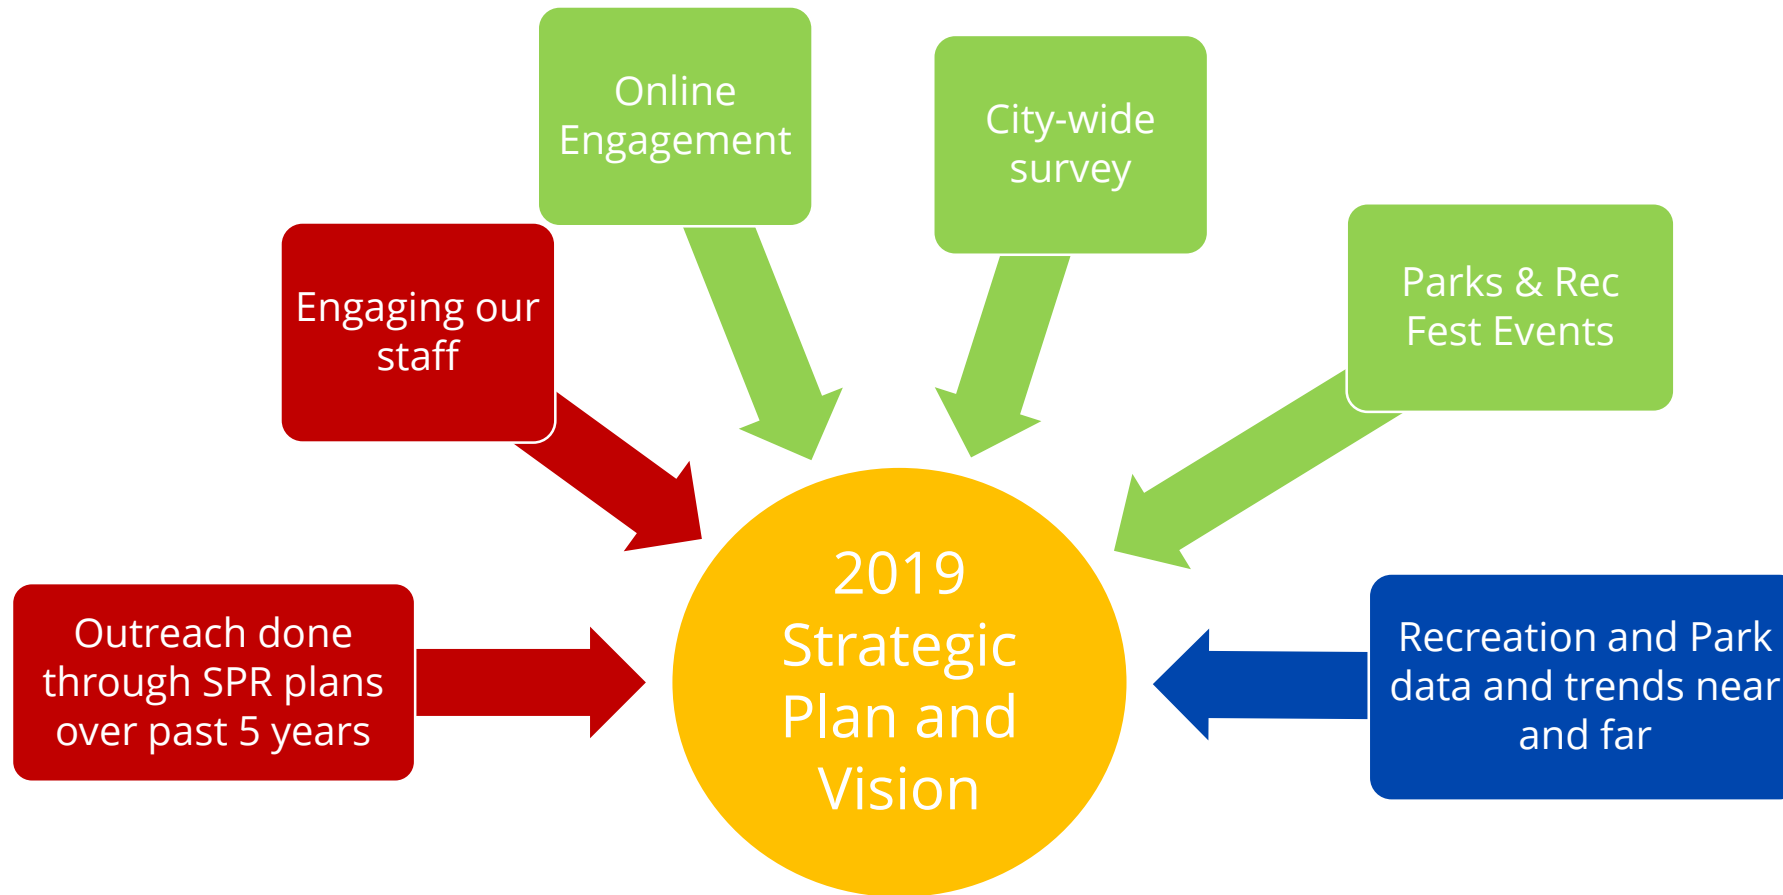 Online
Engagement
City-wide
survey
Engaging our
staff
Parks & Rec
Fest Events
Outreach done
through SPR plans
over past 5 years
2019
Strategic
Plan and
Vision
Recreation and Park
data and trends near
and far